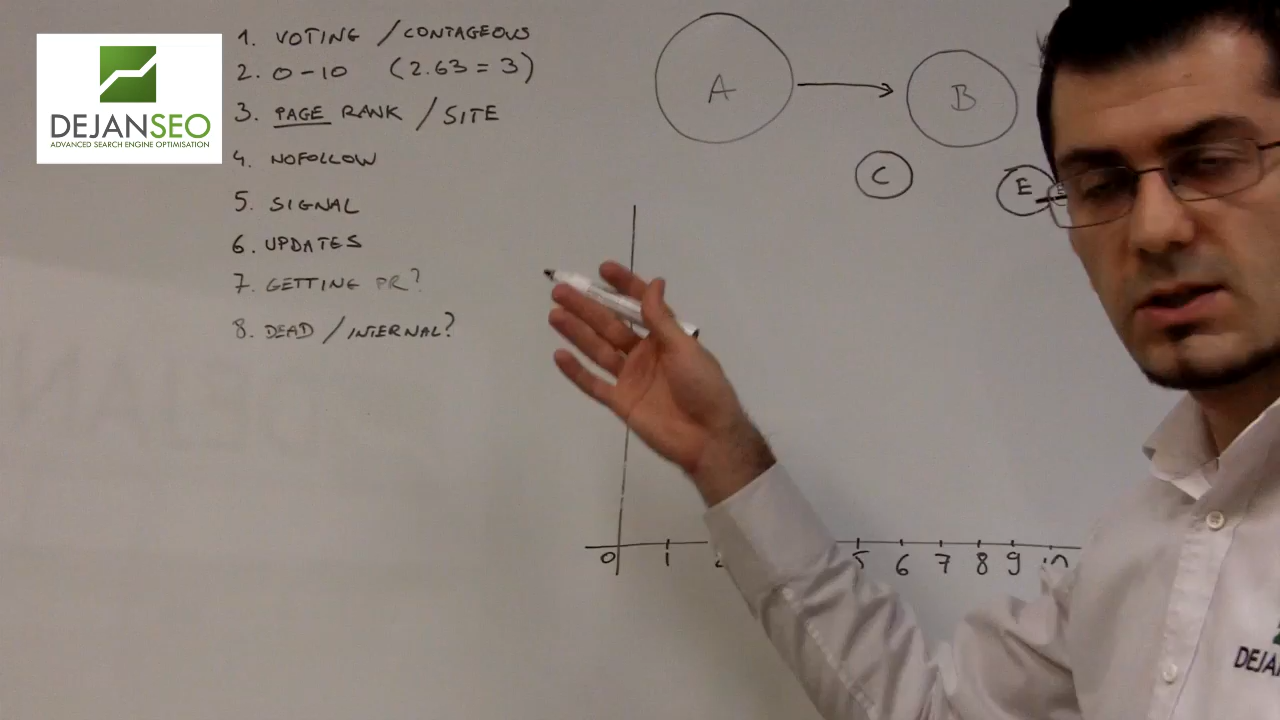 DEJANSEO
ADVANCED SEARCH ENGINE OPTIMISATION
1. VOTING / CONTAGEOUS
2. 0-10 (2.63 = 3)
3. PAGE RANK / SITE
4. NOFOLLOW
5. SIGNAL
6. UPDATES
7. GETTING PR?
8. DEAD / INTERNAL?
A
B
C
E
0 1 5 6 7 8 9 10
DEJAN